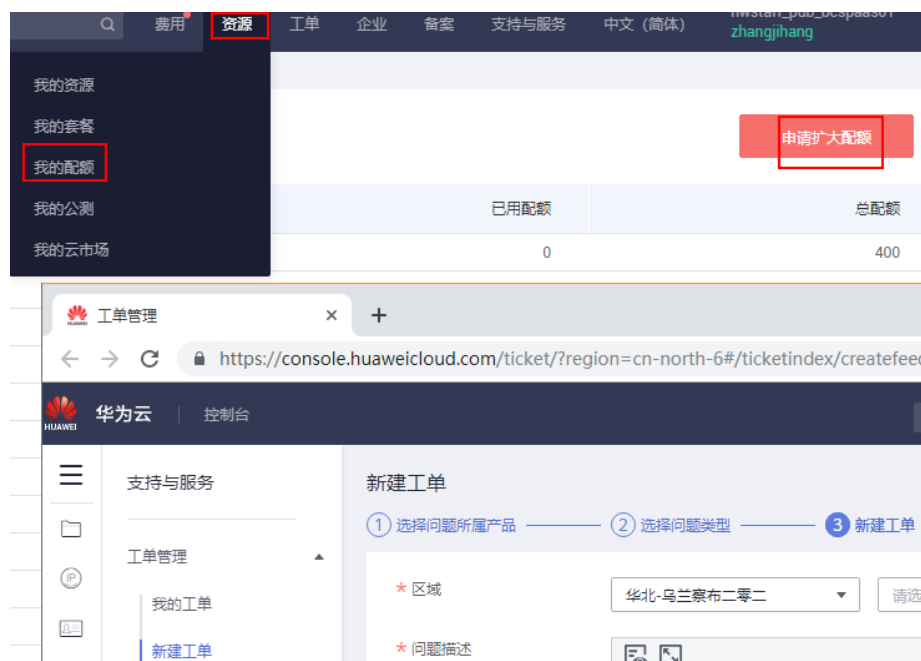 费用 资源 工单 企业 备案 支持与服务 中文（简体） hwstaff_pub_bcspaas01
zhangjihang
我的资源
我的套餐
我的配额
申请扩大配额
我的公测
已用配额 总配额
我的云市场
0 400
工单管理
https://console.huaweicloud.com/ticket/?region=cn-north-6#/ticketindex/createfeed
HUAWEI 华为云 控制台
支持与服务
新建工单
1 选择问题所属产品 2 选择问题类型 3 新建工单
工单管理
* 区域 华北-乌兰察布二零二 请选
我的工单
* 问题描述
新建工单